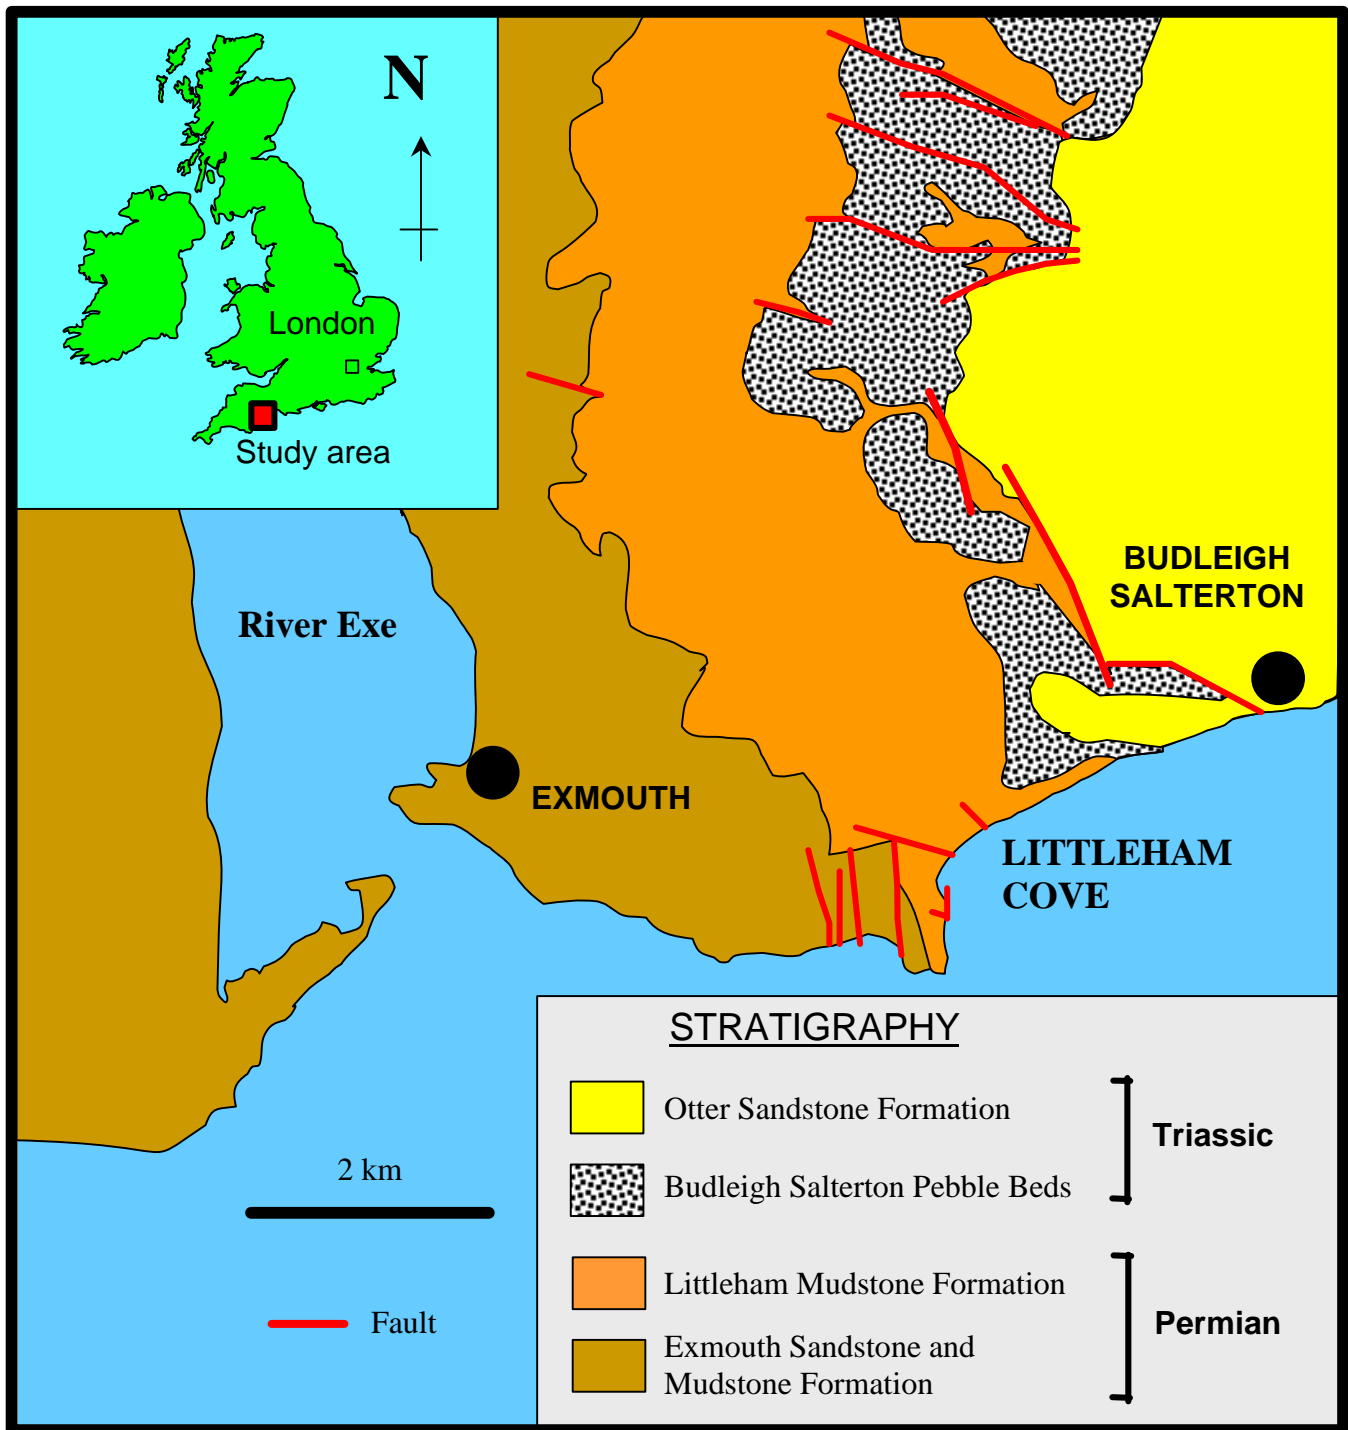 N
London
Study area
River Exe
BUDLEIGH
SALTERTON
EXMOUTH
LITTLEHAM
COVE
STRATIGRAPHY
Otter Sandstone Formation
Budleigh Salterton Pebble Beds
Triassic
Littleham Mudstone Formation
Exmouth Sandstone and
Mudstone Formation
Permian
2 km
Fault